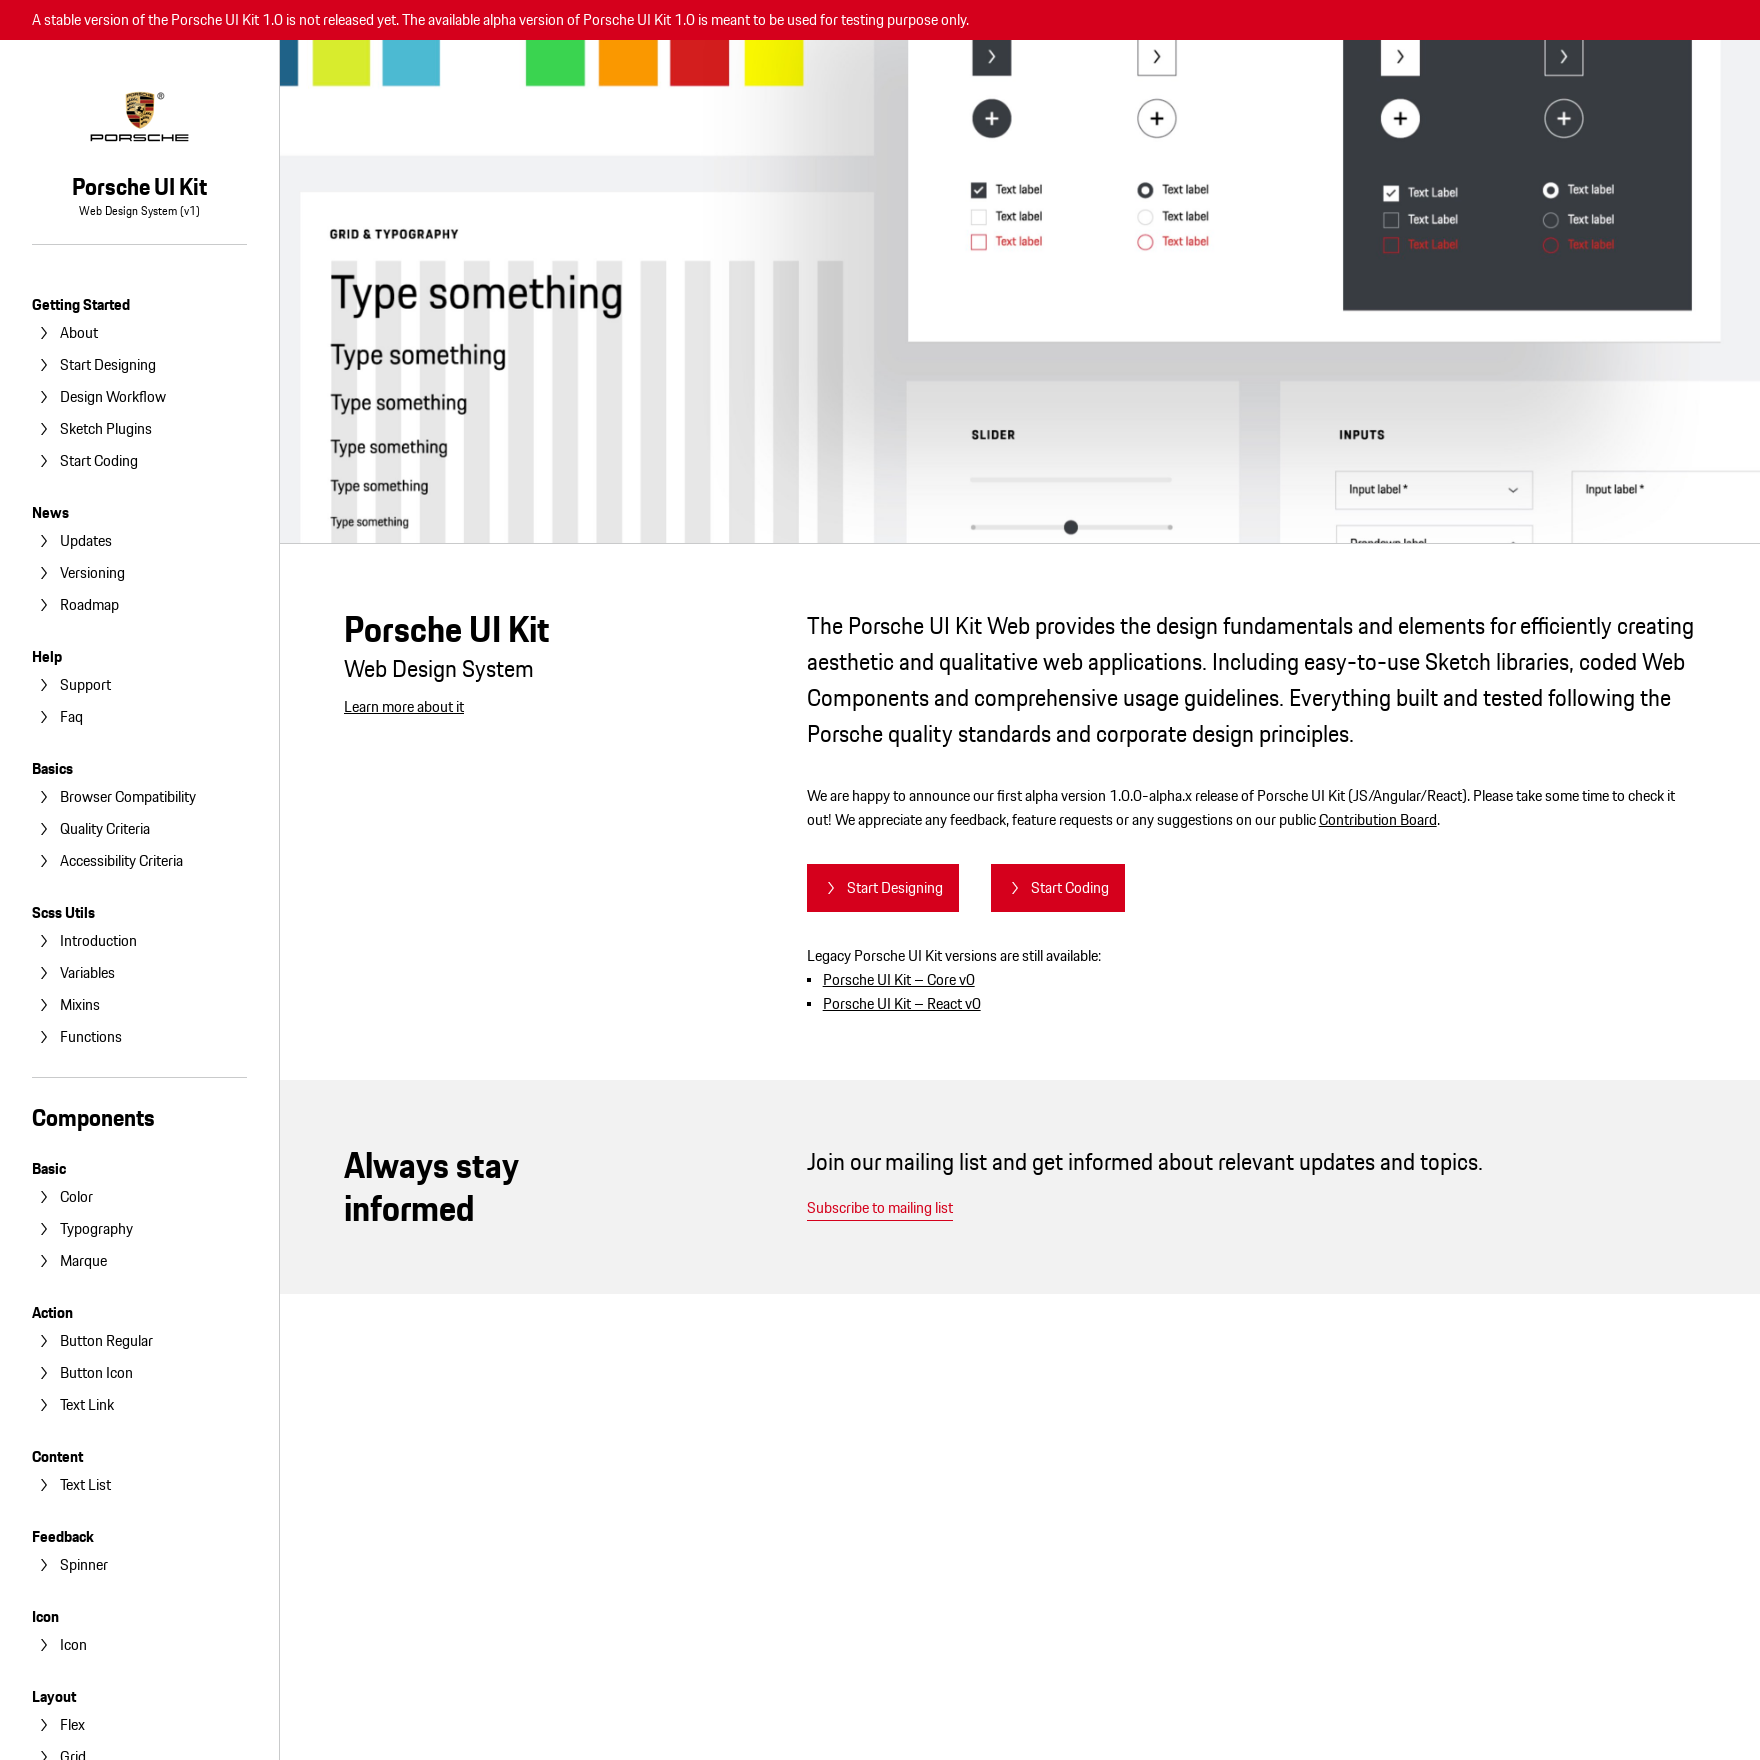 A stable version of the Porsche UI Kit 1.0 is not released yet. The available alpha version of Porsche UI Kit 1.0 is meant to be used for testing purpose only.
PORSCHE
®
Porsche UI Kit
Web Design System (v1)
Getting Started
About
Start Designing
Design Workflow
Sketch Plugins
Start Coding
News
Updates
Versioning
Roadmap
Help
Support
Faq
Basics
Browser Compatibility
Quality Criteria
Accessibility Criteria
Scss Utils
Introduction
Variables
Mixins
Functions
Components
Basic
Color
Typography
Marque
Action
Button Regular
Button Icon
Text Link
Content
Text List
Feedback
Spinner
Icon
Icon
Layout
Flex
Grid
GRID & TYPOGRAPHY
Type something
Type something
Type something
Type something
Type something
Type something
Text label
Text label
Text label
Text label
Text label
Text label
Text Label
Text Label
Text Label
Text label
Text label
Text label
SLIDER
INPUTS
Input label *
Input label *
Dropdown label
Porsche UI Kit
Web Design System
Learn more about it
The Porsche UI Kit Web provides the design fundamentals and elements for efficiently creating
aesthetic and qualitative web applications. Including easy-to-use Sketch libraries, coded Web
Components and comprehensive usage guidelines. Everything built and tested following the
Porsche quality standards and corporate design principles.
We are happy to announce our first alpha version 1.0.0-alpha.x release of Porsche UI Kit (JS/Angular/React). Please take some time to check it
out! We appreciate any feedback, feature requests or any suggestions on our public Contribution Board.
Start Designing
Start Coding
Legacy Porsche UI Kit versions are still available:
Porsche UI Kit – Core v0
Porsche UI Kit – React v0
Always stay
informed
Join our mailing list and get informed about relevant updates and topics.
Subscribe to mailing list